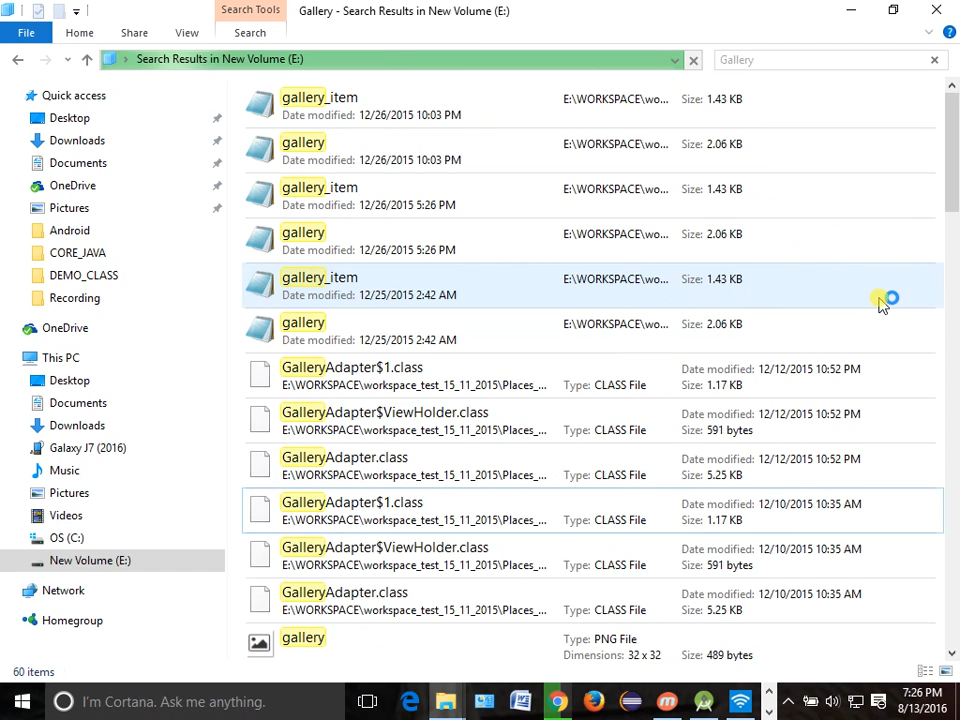 Search Tools
Gallery - Search Results in New Volume (E:)
File
Home
Share
View
Search
Search Results in New Volume (E:)
Gallery
Quick access
Desktop
Downloads
Documents
OneDrive
Pictures
Android
CORE_JAVA
DEMO_CLASS
Recording
OneDrive
This PC
Desktop
Documents
Downloads
Galaxy J7 (2016)
Music
Pictures
Videos
OS (C:)
New Volume (E:)
Network
Homegroup
gallery_item
E:\WORKSPACE\wo... Size: 1.43 KB
Date modified: 12/26/2015 10:03 PM
gallery
E:\WORKSPACE\wo... Size: 2.06 KB
Date modified: 12/26/2015 10:03 PM
gallery_item
E:\WORKSPACE\wo... Size: 1.43 KB
Date modified: 12/26/2015 5:26 PM
gallery
E:\WORKSPACE\wo... Size: 2.06 KB
Date modified: 12/26/2015 5:26 PM
gallery_item
E:\WORKSPACE\wo... Size: 1.43 KB
Date modified: 12/25/2015 2:42 AM
gallery
E:\WORKSPACE\wo... Size: 2.06 KB
Date modified: 12/25/2015 2:42 AM
GalleryAdapter$1.class
Date modified: 12/12/2015 10:52 PM
E:\WORKSPACE\workspace_test_15_11_2015\Places_... Type: CLASS File Size: 1.17 KB
GalleryAdapter$ViewHolder.class
Date modified: 12/12/2015 10:52 PM
E:\WORKSPACE\workspace_test_15_11_2015\Places_... Type: CLASS File Size: 591 bytes
GalleryAdapter.class
Date modified: 12/12/2015 10:52 PM
E:\WORKSPACE\workspace_test_15_11_2015\Places_... Type: CLASS File Size: 5.25 KB
GalleryAdapter$1.class
Date modified: 12/10/2015 10:35 AM
E:\WORKSPACE\workspace_test_15_11_2015\Places_... Type: CLASS File Size: 1.17 KB
GalleryAdapter$ViewHolder.class
Date modified: 12/10/2015 10:35 AM
E:\WORKSPACE\workspace_test_15_11_2015\Places_... Type: CLASS File Size: 591 bytes
GalleryAdapter.class
Date modified: 12/10/2015 10:35 AM
E:\WORKSPACE\workspace_test_15_11_2015\Places_... Type: CLASS File Size: 5.25 KB
gallery
Type: PNG File
Dimensions: 32 x 32 Size: 489 bytes
60 items
I'm Cortana. Ask me anything.
7:26 PM
8/13/2016